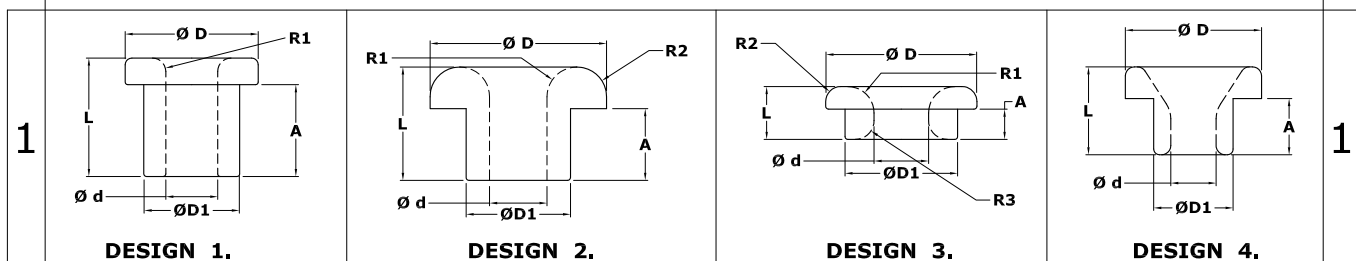 1
Ø D
R1
L
A
Ø d
ØD1
DESIGN 1.
Ø D
R1
R2
L
A
Ø d
ØD1
DESIGN 2.
R2
Ø D
R1
A
L
Ø d
ØD1
R3
DESIGN 3.
Ø D
L
A
Ø d
ØD1
DESIGN 4.
1